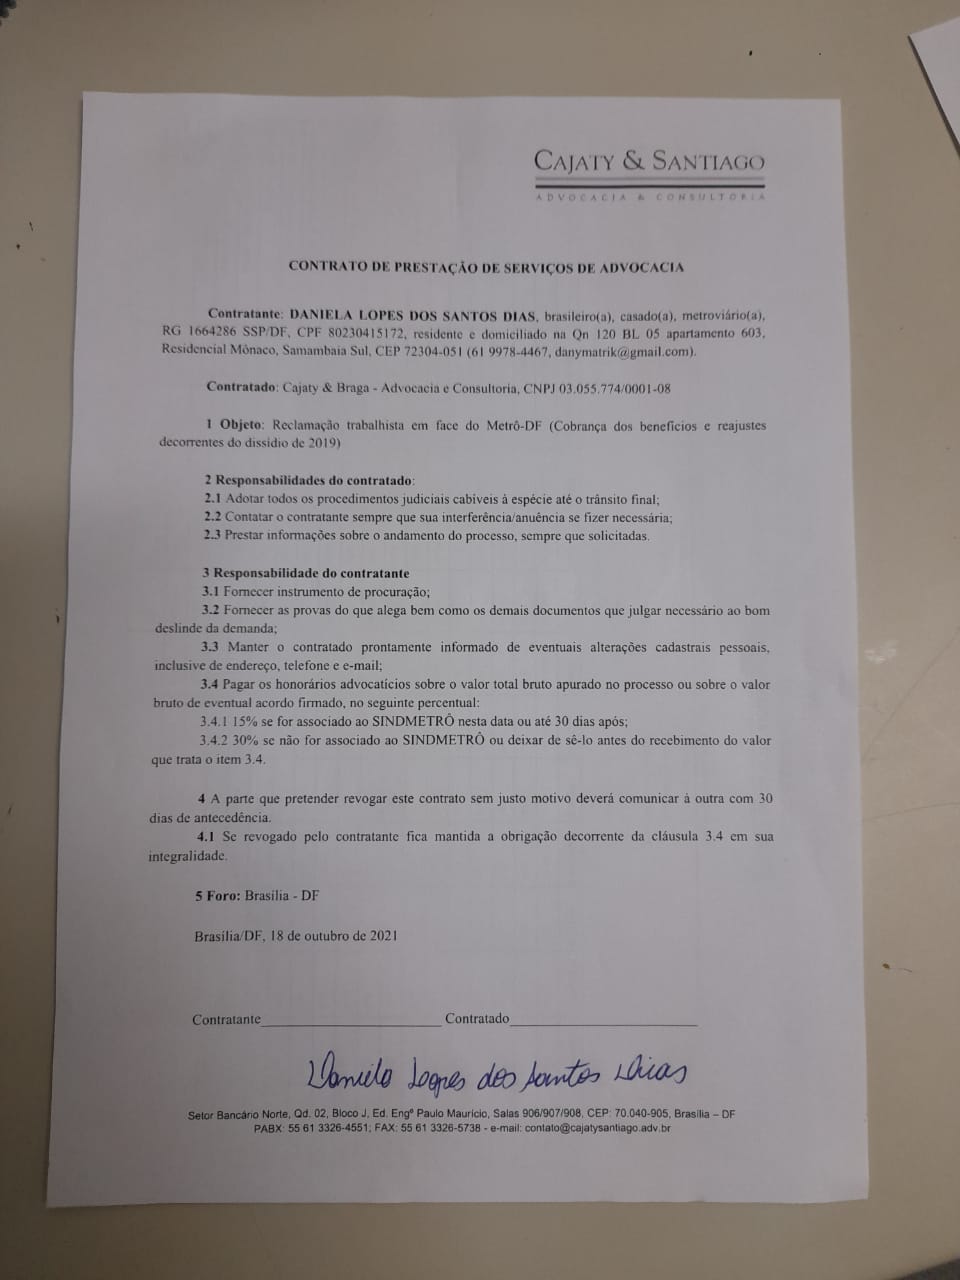 CAJATY & SANTIAGO
ADVOCACIA & CONSULTORIA
CONTRATO DE PRESTAÇÃO DE SERVIÇOS DE ADVOCACIA
Contratante: DANIELA LOPES DOS SANTOS DIAS, brasileiro(a), casado(a), metroviário(a),
RG 1664286 SSP/DF, CPF 80230415172, residente e domiciliado na Qn 120 BL 05 apartamento 603,
Residencial Mônaco, Samambaia Sul, CEP 72304-051 (61 9978-4467, danymatrik@gmail.com).
Contratado: Cajaty & Braga - Advocacia e Consultoria, CNPJ 03.055.774/0001-08
1 Objeto: Reclamação trabalhista em face do Metrô-DF (Cobrança dos benefícios e reajustes
decorrentes do dissídio de 2019)
2 Responsabilidades do contratado:
2.1 Adotar todos os procedimentos judiciais cabíveis à espécie até o trânsito final;
2.2 Contatar o contratante sempre que sua interferência/anuência se fizer necessária;
2.3 Prestar informações sobre o andamento do processo, sempre que solicitadas.
3 Responsabilidade do contratante
3.1 Fornecer instrumento de procuração;
3.2 Fornecer as provas do que alega bem como os demais documentos que julgar necessário ao bom
deslinde da demanda;
3.3 Manter o contratado prontamente informado de eventuais alterações cadastrais pessoais,
inclusive de endereço, telefone e e-mail;
3.4 Pagar os honorários advocatícios sobre o valor total bruto apurado no processo ou sobre o valor
bruto de eventual acordo firmado, no seguinte percentual:
3.4.1 15% se for associado ao SINDMETRÔ nesta data ou até 30 dias após;
3.4.2 30% se não for associado ao SINDMETRÔ ou deixar de sê-lo antes do recebimento do valor
que trata o item 3.4.
4 A parte que pretender revogar este contrato sem justo motivo deverá comunicar à outra com 30
dias de antecedência.
4.1 Se revogado pelo contratante fica mantida a obrigação decorrente da cláusula 3.4 em sua
integralidade.
5 Foro: Brasília - DF
Brasília/DF, 18 de outubro de 2021
Contratante__________________________ Contratado__________________________
Daniela Lopes dos Santos Dias
Setor Bancário Norte, Qd. 02, Bloco J, Ed. Engº Paulo Maurício, Salas 906/907/908, CEP: 70.040-905, Brasília – DF
PABX: 55 61 3326-4551; FAX: 55 61 3326-5738 - e-mail: contato@cajatysantiago.adv.br